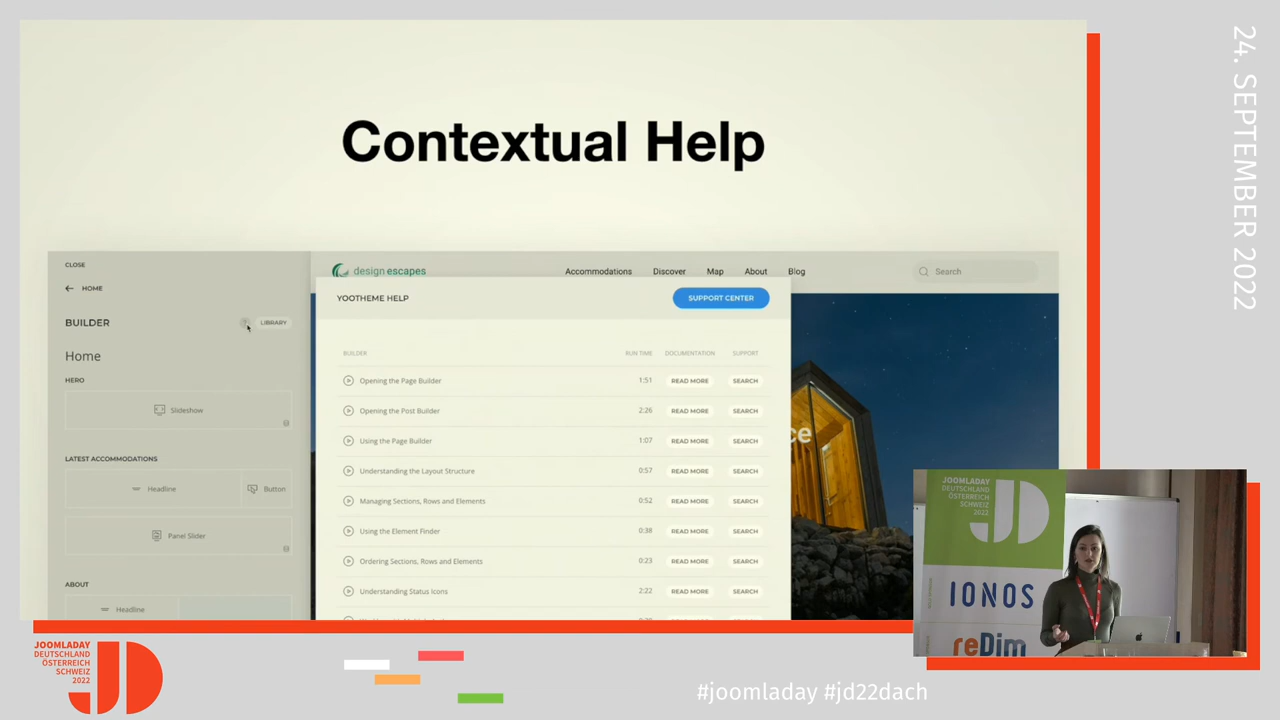 24. SEPTEMBER 2022
Contextual Help
CLOSE
HOME
BUILDER
?
LIBRARY
Home
HERO
Slideshow
LATEST ACCOMMODATIONS
Headline
Button
Panel Slider
ABOUT
Headline
design escapes
Accommodations
Discover
Map
About
Blog
Search
YOOTHEME HELP
SUPPORT CENTER
BUILDER RUN TIME DOCUMENTATION SUPPORT
Opening the Page Builder 1:51 READ MORE SEARCH
Opening the Post Builder 2:26 READ MORE SEARCH
Using the Page Builder 1:07 READ MORE SEARCH
Understanding the Layout Structure 0:57 READ MORE SEARCH
Managing Sections, Rows and Elements 0:52 READ MORE SEARCH
Using the Element Finder 0:38 READ MORE SEARCH
Ordering Sections, Rows and Elements 0:23 READ MORE SEARCH
Understanding Status Icons 2:22 READ MORE SEARCH
ce
JOOMLADAY
DEUTSCHLAND
ÖSTERREICH
SCHWEIZ
2022
JD
IONOS
reDim
JOOMLADAY
DEUTSCHLAND
ÖSTERREICH
SCHWEIZ
2022
JD
#joomladay #jd22dach